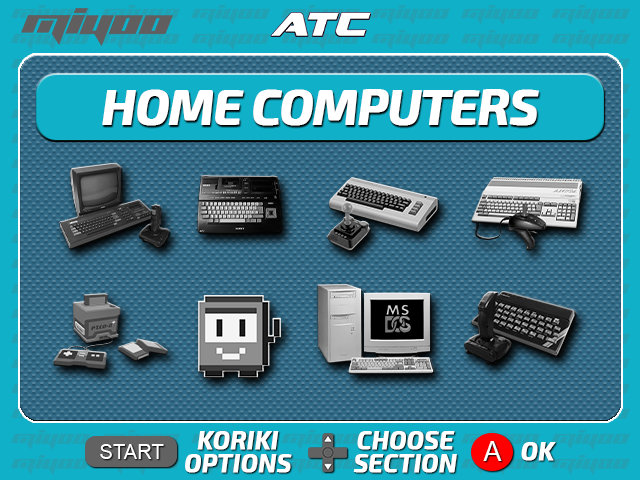 miyoo
ATC
HOME COMPUTERS
MS
DOS
START
KORIKI
OPTIONS
CHOOSE
SECTION
A
OK